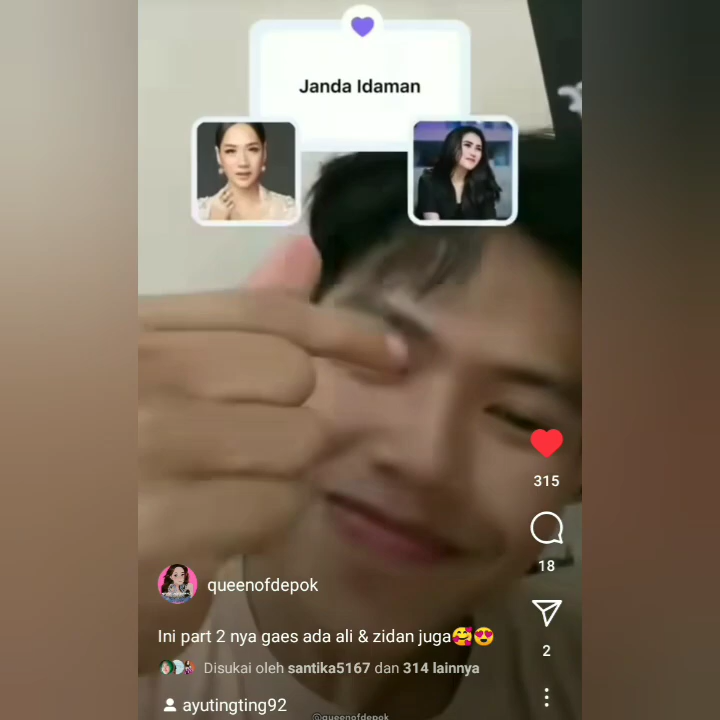 Janda Idaman
315
18
queenofdepok
Ini part 2 nya gaes ada ali & zidan juga🥰😍
2
Disukai oleh santika5167 dan 314 lainnya
ayutingting92
@queenofdepok